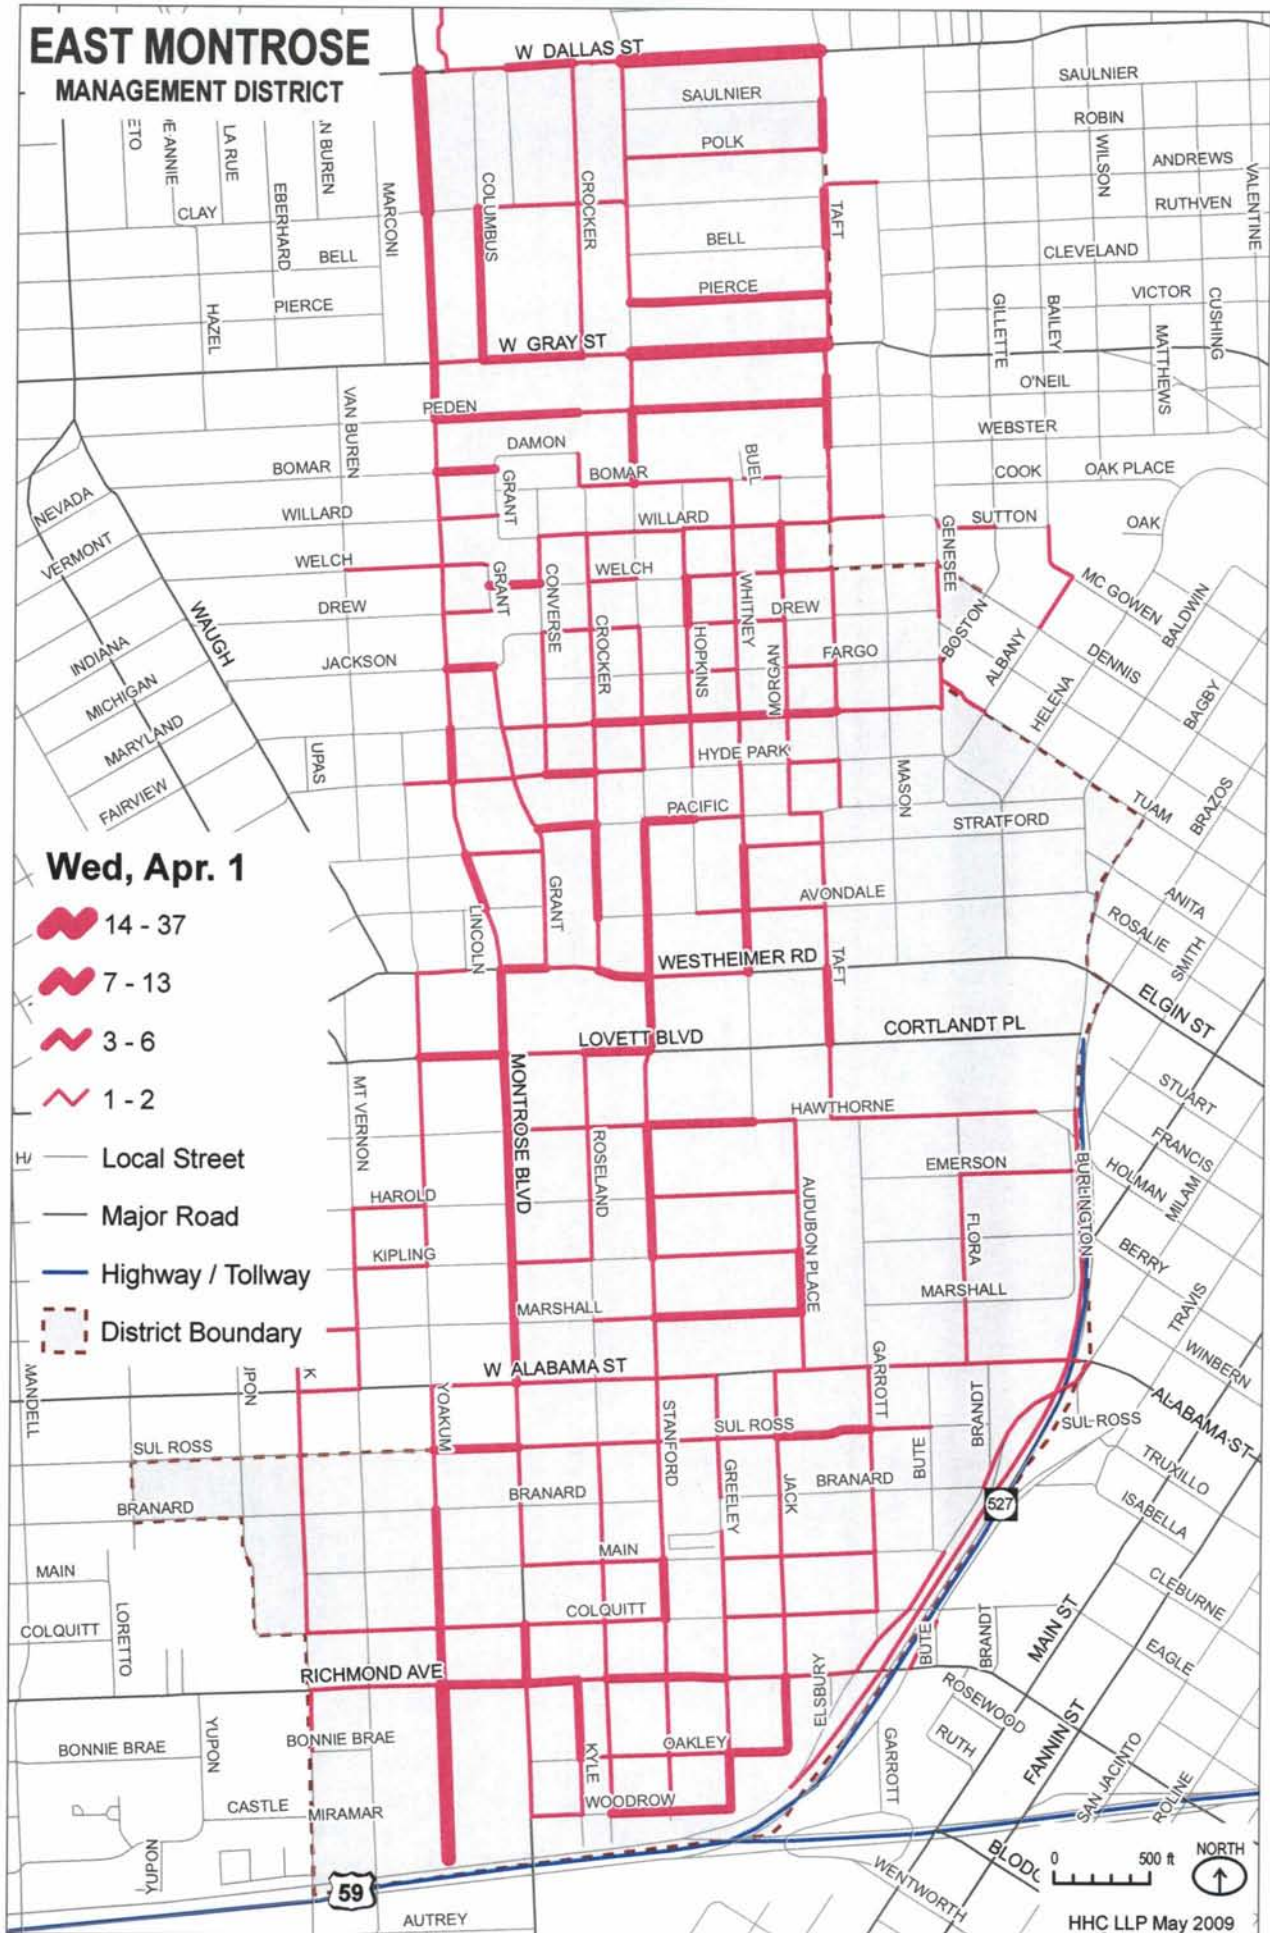 EAST MONTROSE
MANAGEMENT DISTRICT
W DALLAS ST
SAULNIER
SAULNIER
ROBIN
POLK
WILSON
ANDREWS
VALENTINE
RUTHVEN
ETO
E ANNIE
LA RUE
EBERHARD
N BUREN
MARCONI
CLAY
COLUMBUS
CROCKER
TAFT
BELL
BELL
CLEVELAND
PIERCE
PIERCE
HAZEL
GILLETTE
BAILEY
VICTOR
CUSHING
MATTHEWS
W GRAY ST
O'NEIL
PEDEN
VAN BUREN
WEBSTER
DAMON
BOMAR
BOMAR
BUEL
COOK
OAK PLACE
NEVADA
GRANT
WILLARD
WILLARD
GENESEE
SUTTON
OAK
VERMONT
WELCH
WELCH
GRANT
CONVERSE
WHITNEY
MC GOWEN
BALDWIN
DREW
DREW
WAUGH
CROCKER
HOPKINS
MORGAN
BOSTON
ALBANY
DENNIS
INDIANA
JACKSON
FARGO
MICHIGAN
HELENA
BAGBY
MARYLAND
UPAS
HYDE PARK
MASON
FAIRVIEW
PACIFIC
STRATFORD
TUAM
BRAZOS
Wed, Apr. 1
14 - 37
7 - 13
3 - 6
1 - 2
Local Street
Major Road
Highway / Tollway
District Boundary
GRANT
LINCOLN
AVONDALE
ANITA
ROSALIE
SMITH
WESTHEIMER RD
TAFT
ELGIN ST
LOVETT BLVD
CORTLANDT PL
MT VERNON
MONTROSE BLVD
ROSELAND
HAWTHORNE
STUART
FRANCIS
HOLMAN
MILAM
BURLINGTON
H/
EMERSON
HAROLD
AUDUBON PLACE
FLORA
KIPLING
BERRY
MARSHALL
MARSHALL
TRAVIS
WINBERN
W ALABAMA ST
MANDELL
JPON
K
YOAKUM
STANFORD
GARROTT
BRANDT
ALABAMA ST
SUL ROSS
SUL ROSS
SUL ROSS
BUTE
GREELEY
JACK
TRUXILLO
BRANARD
BRANARD
BRANARD
527
ISABELLA
MAIN
MAIN
CLEBURNE
COLQUITT
COLQUITT
LORETTO
BUTE
BRANDT
MAIN ST
EAGLE
RICHMOND AVE
ELSBURY
ROSEWOOD
YUPON
BONNIE BRAE
BONNIE BRAE
KYLE
OAKLEY
GARROTT
RUTH
FANNIN ST
CASTLE
MIRAMAR
WOODROW
SAN JACINTO
ROLINE
YUPON
59
BLODG
WENTWORTH
AUTREY
0
500 ft
NORTH
HHC LLP May 2009